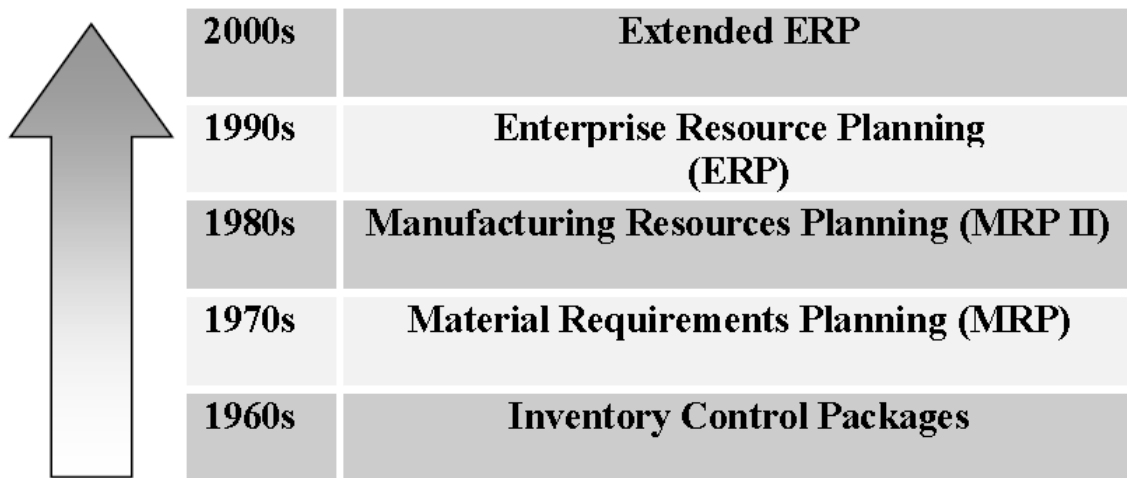 2000s Extended ERP
1990s Enterprise Resource Planning
(ERP)
1980s Manufacturing Resources Planning (MRP II)
1970s Material Requirements Planning (MRP)
1960s Inventory Control Packages